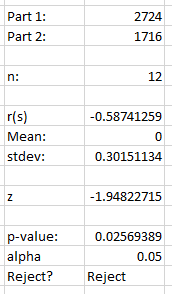 Part 1: 2724
Part 2: 1716
n: 12
r(s) -0.58741259
Mean: 0
stdev: 0.30151134
z -1.94822715
p-value: 0.02569389
alpha 0.05
Reject? Reject